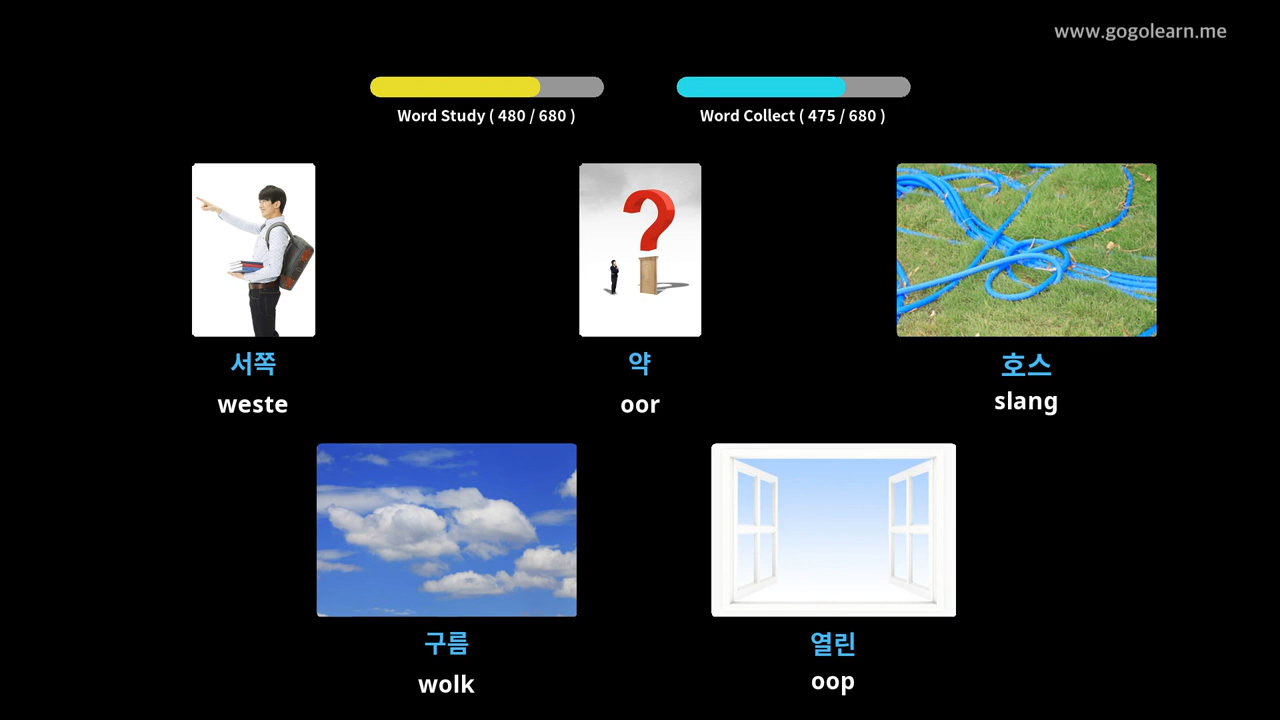 www.gogolearn.me
Word Study ( 480 / 680 )
Word Collect ( 475 / 680 )
서쪽
weste
약
oor
호스
slang
구름
wolk
열린
oop